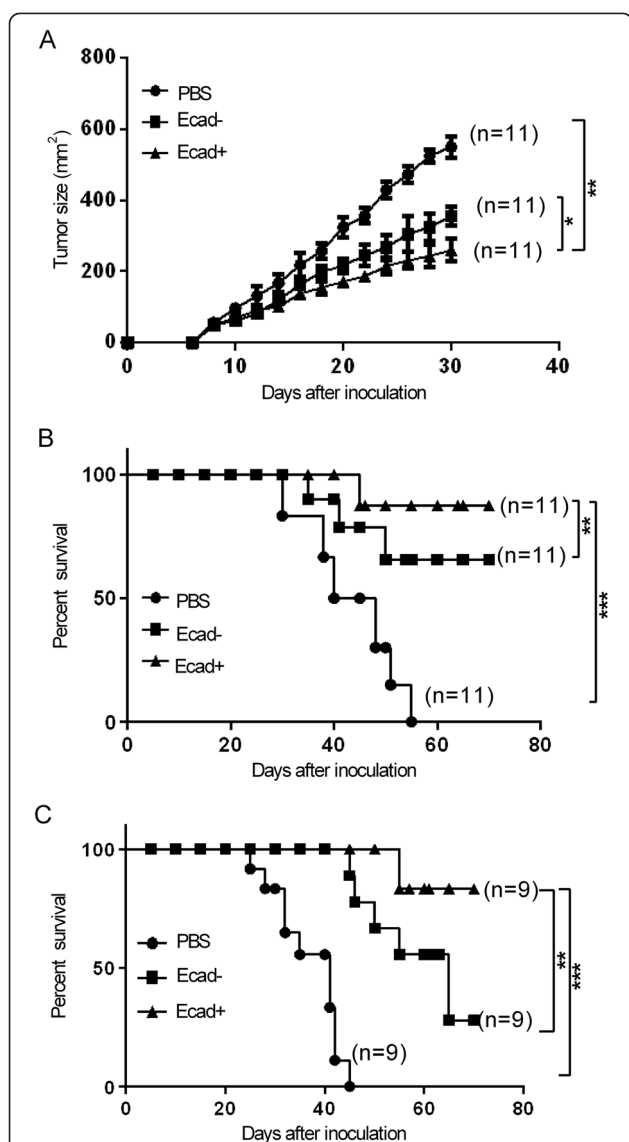 A
800
600
400
200
0
Tumor size (mm²)
PBS
Ecad-
Ecad+
(n=11)
(n=11)
(n=11)
*
**
10
20
30
40
Days after inoculation
B
100
50
0
Percent survival
PBS
Ecad-
Ecad+
(n=11)
(n=11)
(n=11)
**
***
0
20
40
60
80
Days after inoculation
C
100
50
0
Percent survival
PBS
Ecad-
Ecad+
(n=9)
(n=9)
(n=9)
**
***
0
20
40
60
80
Days after inoculation